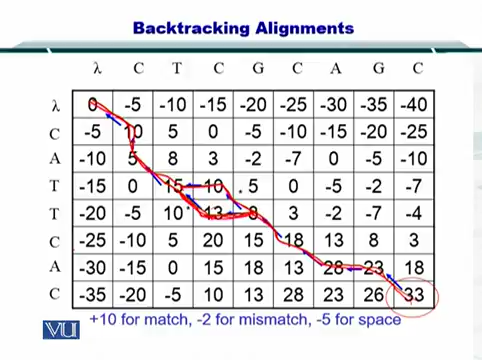 Backtracking Alignments
λ C T C G C A G C
λ 0 -5 -10 -15 -20 -25 -30 -35 -40
C -5 10 5 0 -5 -10 -15 -20 -25
A -10 5 8 3 -2 -7 0 -5 -10
T -15 0 15 10 5 0 -5 -2 -7
T -20 -5 10 13 8 3 -2 -7 -4
C -25 -10 5 20 15 18 13 8 3
A -30 -15 0 15 18 13 28 23 18
C -35 -20 -5 10 13 28 23 26 33
+10 for match, -2 for mismatch, -5 for space
VU